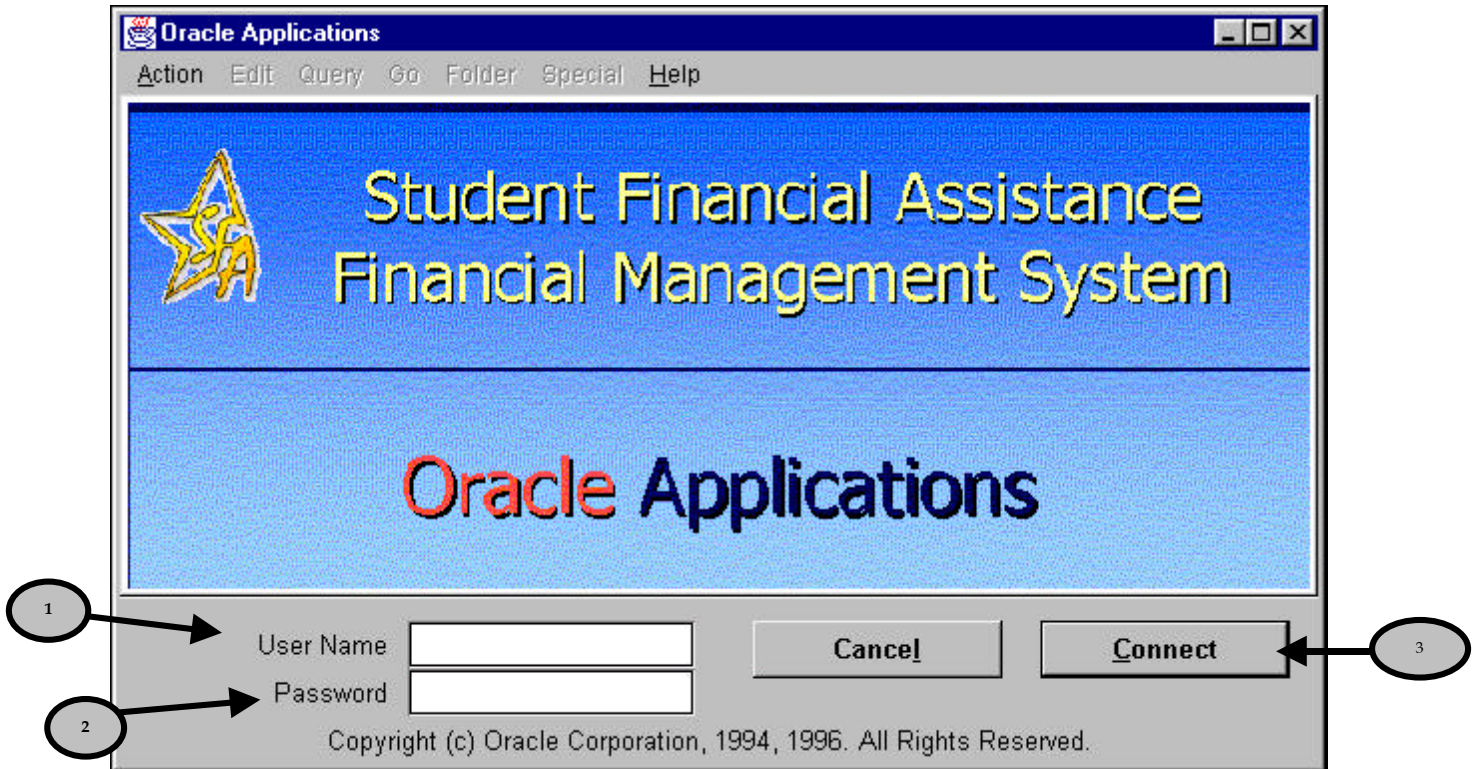 Oracle Applications
Action Edit Query Go Folder Special Help
SFA
Student Financial Assistance
Financial Management System
Oracle Applications
1
User Name
Cancel
Connect
3
Password
2
Copyright (c) Oracle Corporation, 1994, 1996. All Rights Reserved.